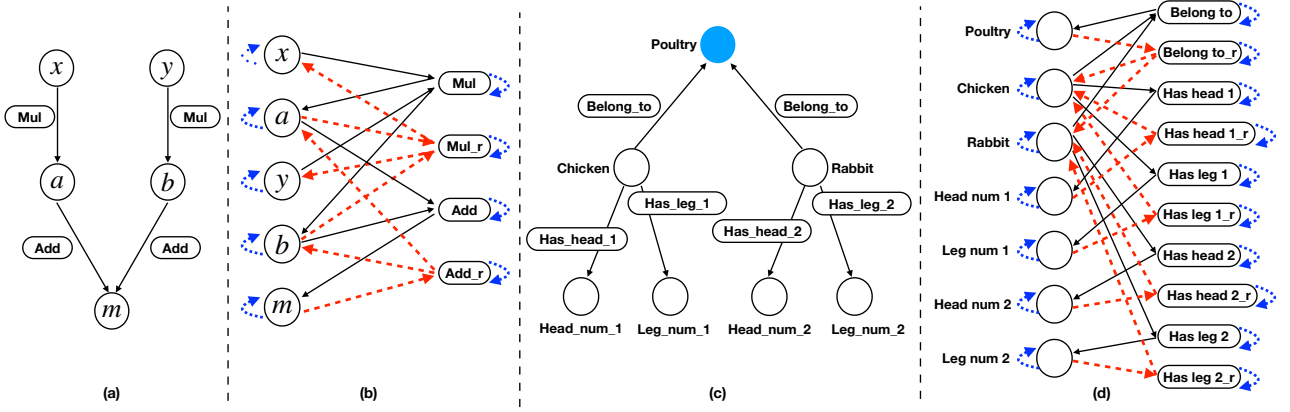 x
y
Mul
Mul
a
b
Add
Add
m
(a)
x
a
y
b
m
Mul
Mul_r
Add
Add_r
(b)
Poultry
Belong_to
Belong_to
Chicken
Rabbit
Has_leg_1
Has_leg_2
Has_head_1
Has_head_2
Head_num_1
Leg_num_1
Head_num_2
Leg_num_2
(c)
Poultry
Chicken
Rabbit
Head num 1
Leg num 1
Head num 2
Leg num 2
Belong to
Belong to_r
Has head 1
Has head 1_r
Has leg 1
Has leg 1_r
Has head 2
Has head 2_r
Has leg 2
Has leg 2_r
(d)